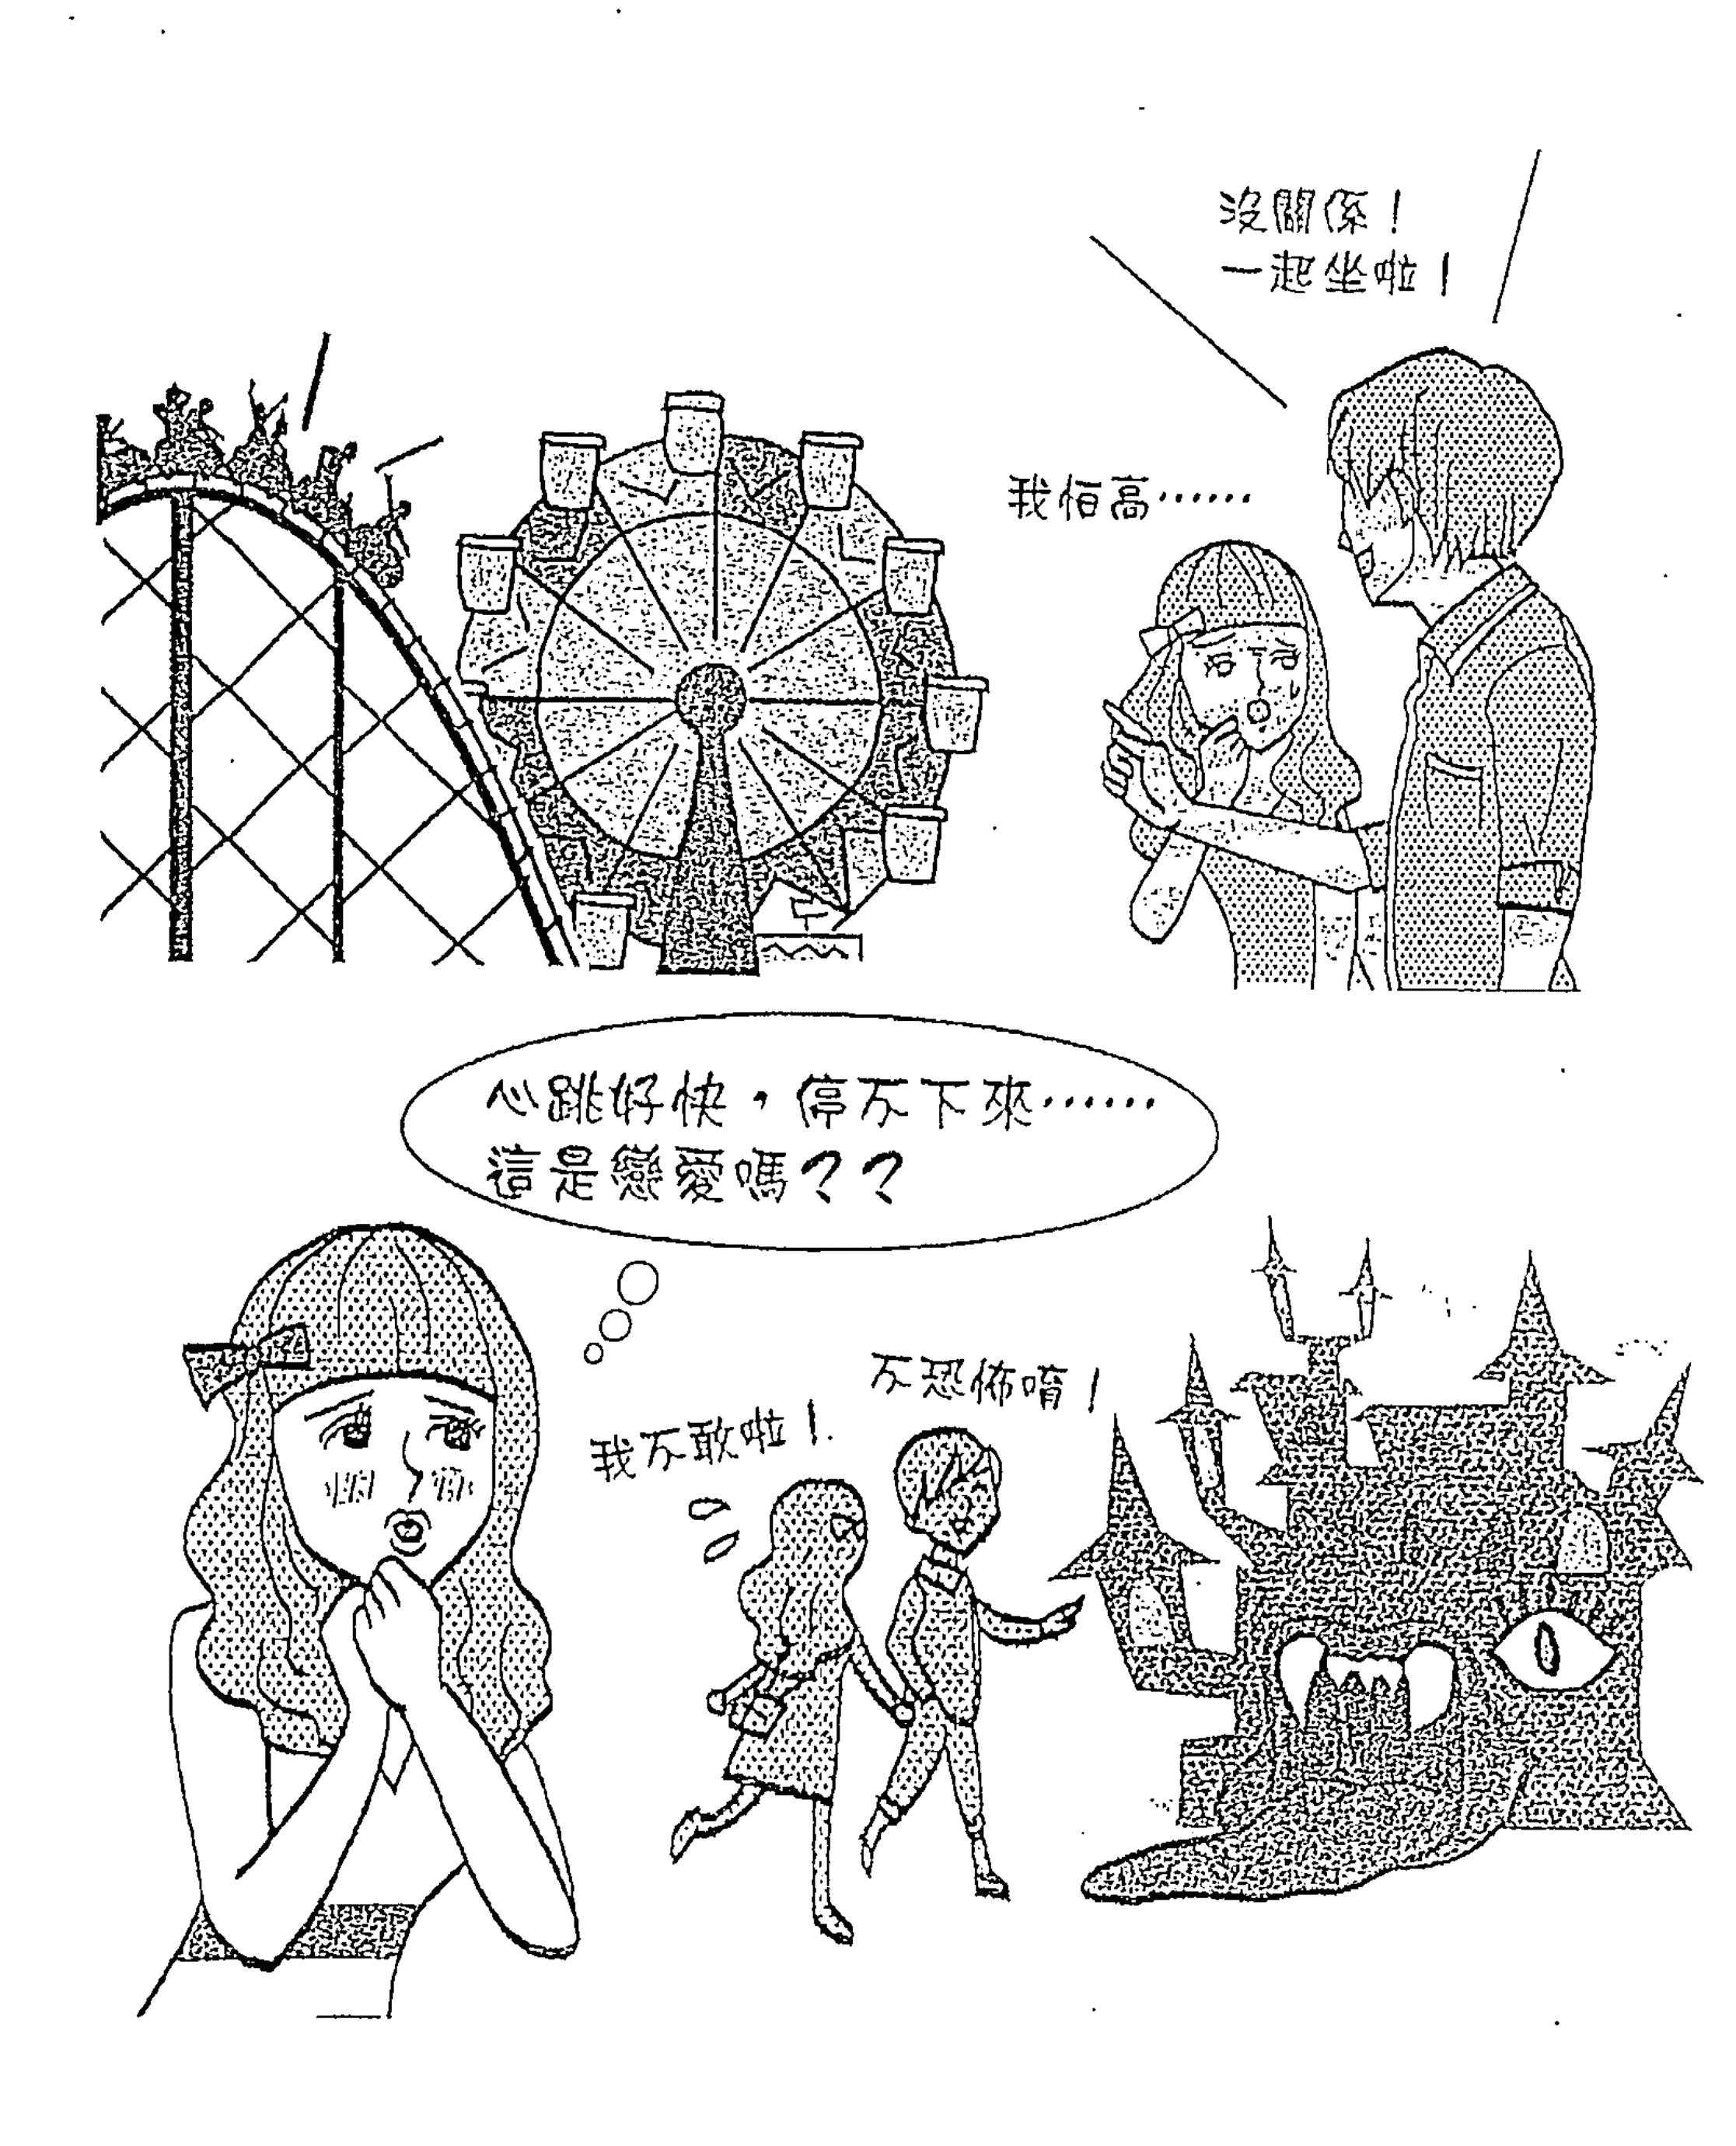 沒關係！
一起坐啦！
我怕高……
心跳好快，停不下來……
這是戀愛嗎？？
不恐怖唷！
我不敢啦！